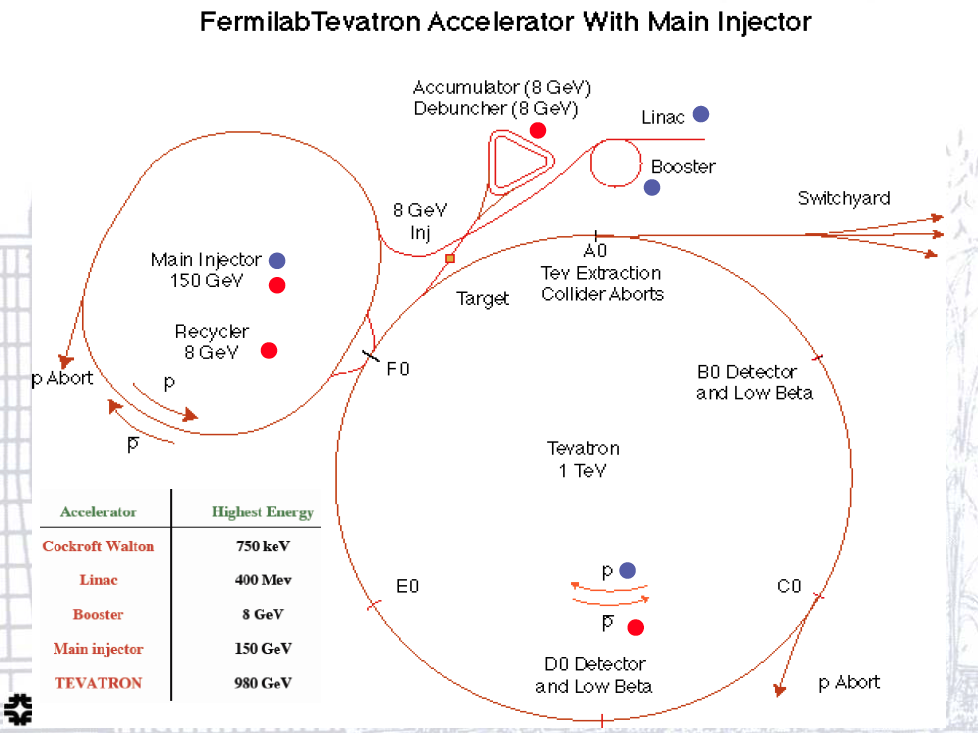 FermilabTevatron Accelerator With Main Injector
Accumulator (8 GeV)
Debuncher (8 GeV)
Linac
Booster
Switchyard
8 GeV
Inj
A0
Tev Extraction
Collider Aborts
Main Injector
150 GeV
Target
Recycler
8 GeV
F0
p Abort
p
B0 Detector
and Low Beta
p̅
Tevatron
1 TeV
Accelerator Highest Energy
Cockroft Walton 750 keV
Linac 400 Mev
Booster 8 GeV
Main injector 150 GeV
TEVATRON 980 GeV
E0
p
C0
p̅
D0 Detector
and Low Beta
p Abort